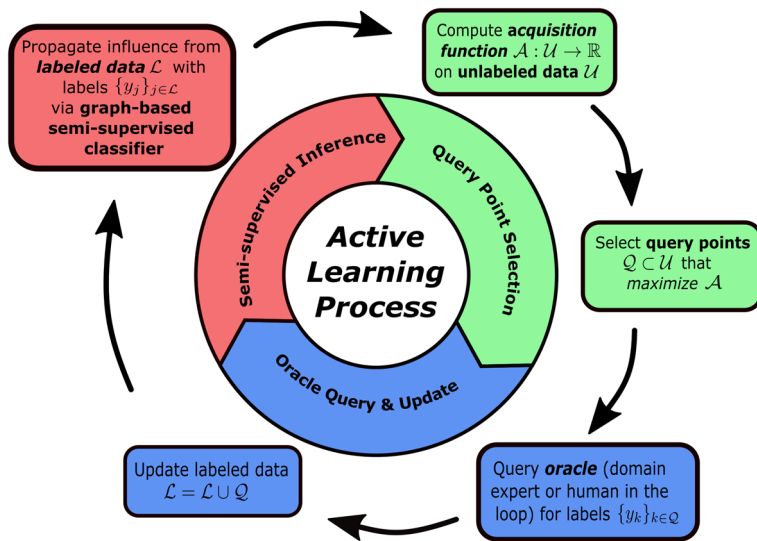 Propagate influence from
labeled data ℒ with
labels {y_j}_{j∈ℒ}
via graph-based
semi-supervised
classifier
Compute acquisition
function 𝒜 : 𝒰 → ℝ
on unlabeled data 𝒰
Select query points
𝒬 ⊂ 𝒰 that
maximize 𝒜
Query oracle (domain
expert or human in the
loop) for labels {y_k}_{k∈𝒬}
Update labeled data
ℒ = ℒ ∪ 𝒬
Semi-supervised Inference
Query Point Selection
Oracle Query & Update
Active
Learning
Process